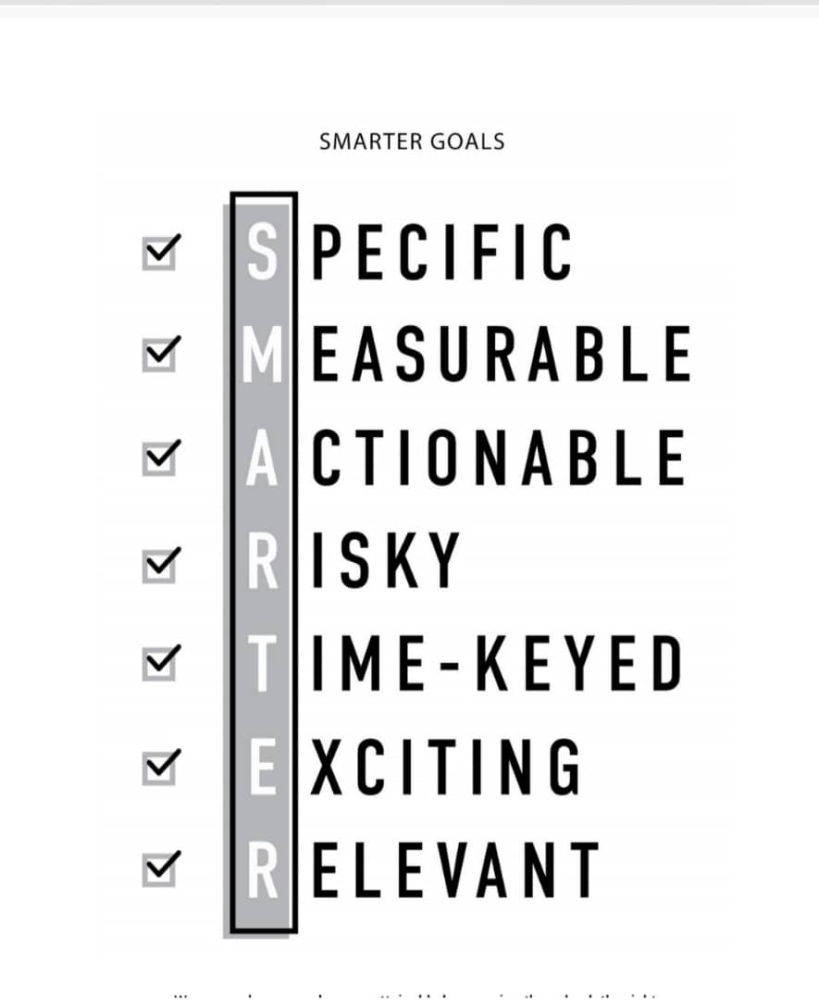 SMARTER GOALS
SPECIFIC
MEASURABLE
ACTIONABLE
RISKY
TIME-KEYED
EXCITING
RELEVANT